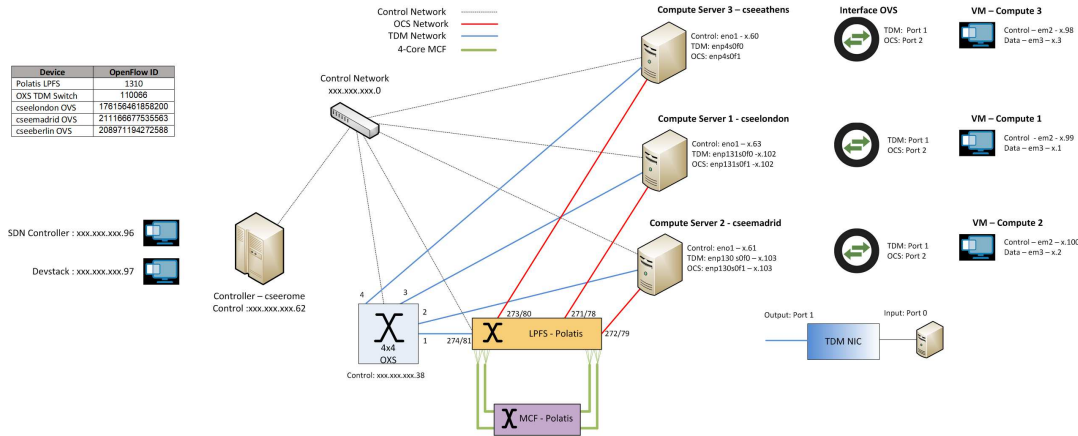 Control Network
OCS Network
TDM Network
4-Core MCF
Device OpenFlow ID
Polatis LPFS 1310
OXS TDM Switch 110066
cseelondon OVS 176156461858200
cseemadrid OVS 211166677535563
cseeberlin OVS 208971194272588
Control Network
xxx.xxx.xxx.0
Compute Server 3 – cseeathens
Control: eno1 - x.60
TDM: enp4s0f0
OCS: enp4s0f1
Interface OVS
TDM: Port 1
OCS: Port 2
VM – Compute 3
Control – em2 - x.98
Data – em3 – x.3
Compute Server 1 - cseelondon
Control: eno1 – x.63
TDM: enp131s0f0 -x.102
OCS: enp131s0f1 -x.102
TDM: Port 1
OCS: Port 2
VM – Compute 1
Control - em2 - x.99
Data – em3 – x.1
Compute Server 2 - cseemadrid
Control: eno1 – x.61
TDM: enp130 s0f0 – x.103
OCS: enp130s0f1 – x.103
TDM: Port 1
OCS: Port 2
VM – Compute 2
Control – em2 – x.100
Data – em3 – x.2
SDN Controller : xxx.xxx.xxx.96
Devstack : xxx.xxx.xxx.97
Controller – cseerome
Control :xxx.xxx.xxx.62
4
3
2
1
4x4
OXS
Control: xxx.xxx.xxx.38
274/81
273/80
271/78
272/79
LPFS - Polatis
MCF - Polatis
Output: Port 1
Input: Port 0
TDM NIC